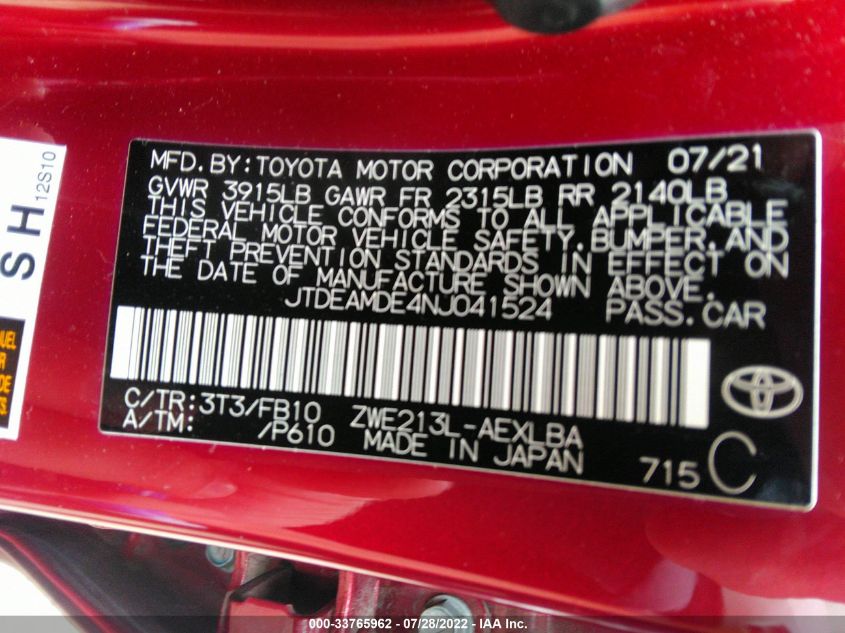 MFD.BY:TOYOTA MOTOR CORPORATION 07/21
GVWR 3915LB GAWR FR 2315LB RR 2140LB
THIS VEHICLE CONFORMS TO ALL APPLICABLE
FEDERAL MOTOR VEHICLE SAFETY,BUMPER,AND
THEFT PREVENTION STANDARDS IN EFFECT ON
THE DATE OF MANUFACTURE SHOWN ABOVE.
JTDEAMDE4NJ041524 PASS.CAR
C/TR:3T3/FB10 ZWE213L-AEXLBA
A/TM: /P610 MADE IN JAPAN
715 C
SH
12S10
000-33765962 - 07/28/2022 - IAA Inc.